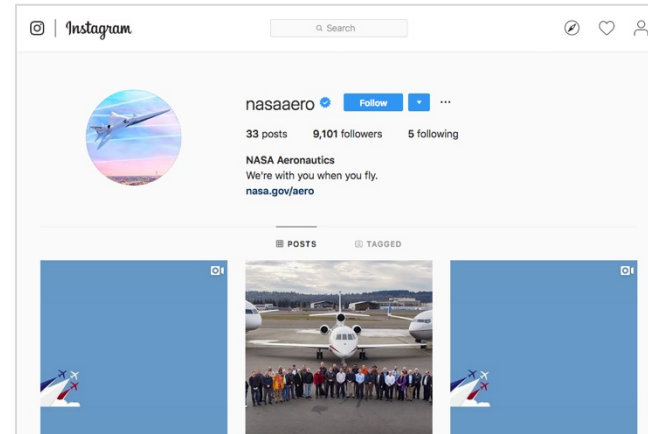 Instagram
Search
nasaaero Follow ...
33 posts 9,101 followers 5 following
NASA Aeronautics
We're with you when you fly.
nasa.gov/aero
POSTS TAGGED